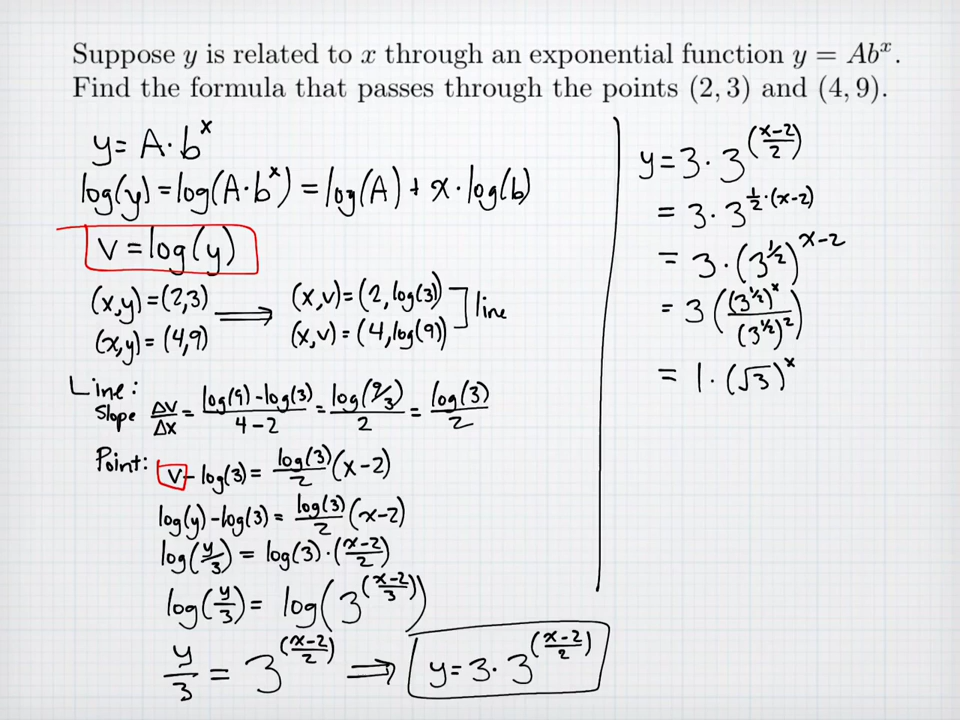 Suppose y is related to x through an exponential function y = Ab^x.
Find the formula that passes through the points (2, 3) and (4, 9).
y = A · b^x
log(y) = log(A · b^x) = log(A) + x · log(b)
v = log(y)
(x,y) = (2,3) ⟹ (x,v) = (2, log(3)) ] line
(x,y) = (4,9) (x,v) = (4, log(9))
Line:
Slope Δv/Δx = (log(9) - log(3))/(4 - 2) = log(9/3)/2 = log(3)/2
Point: v - log(3) = log(3)/2 (x - 2)
log(y) - log(3) = log(3)/2 (x - 2)
log(y/3) = log(3) · ((x-2)/2)
log(y/3) = log(3^((x-2)/3))
y/3 = 3^((x-2)/2) ⟹ y = 3 · 3^((x-2)/2)
y = 3 · 3^((x-2)/2)
= 3 · 3^(1/2 · (x-2))
= 3 · (3^(1/2))^(x-2)
= 3 ((3^(1/2))^x / (3^(1/2))^2)
= 1 · (√3)^x